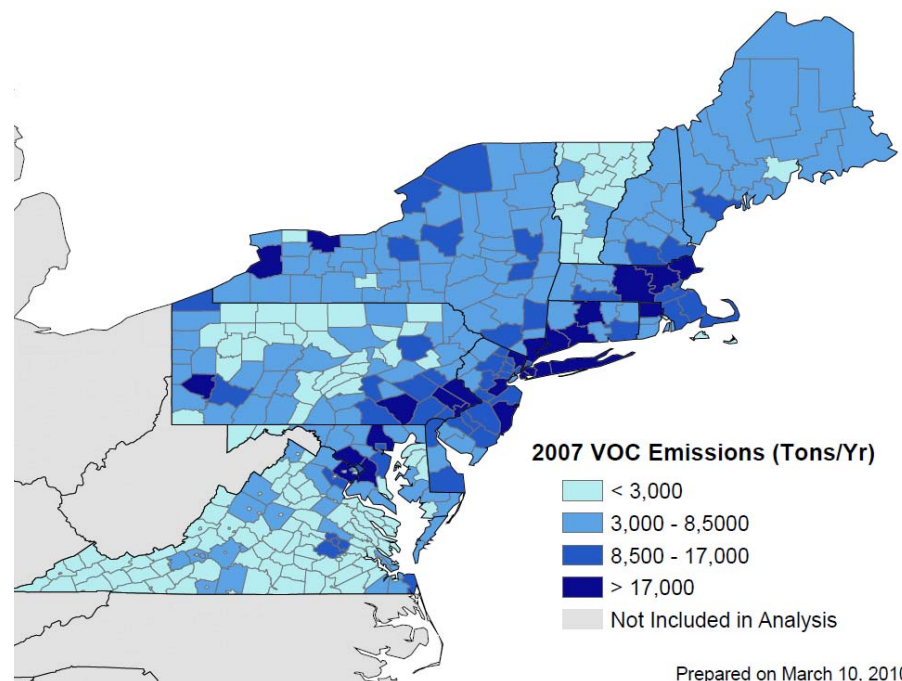 2007 VOC Emissions (Tons/Yr)
< 3,000
3,000 - 8,5000
8,500 - 17,000
> 17,000
Not Included in Analysis
Prepared on March 10, 2010